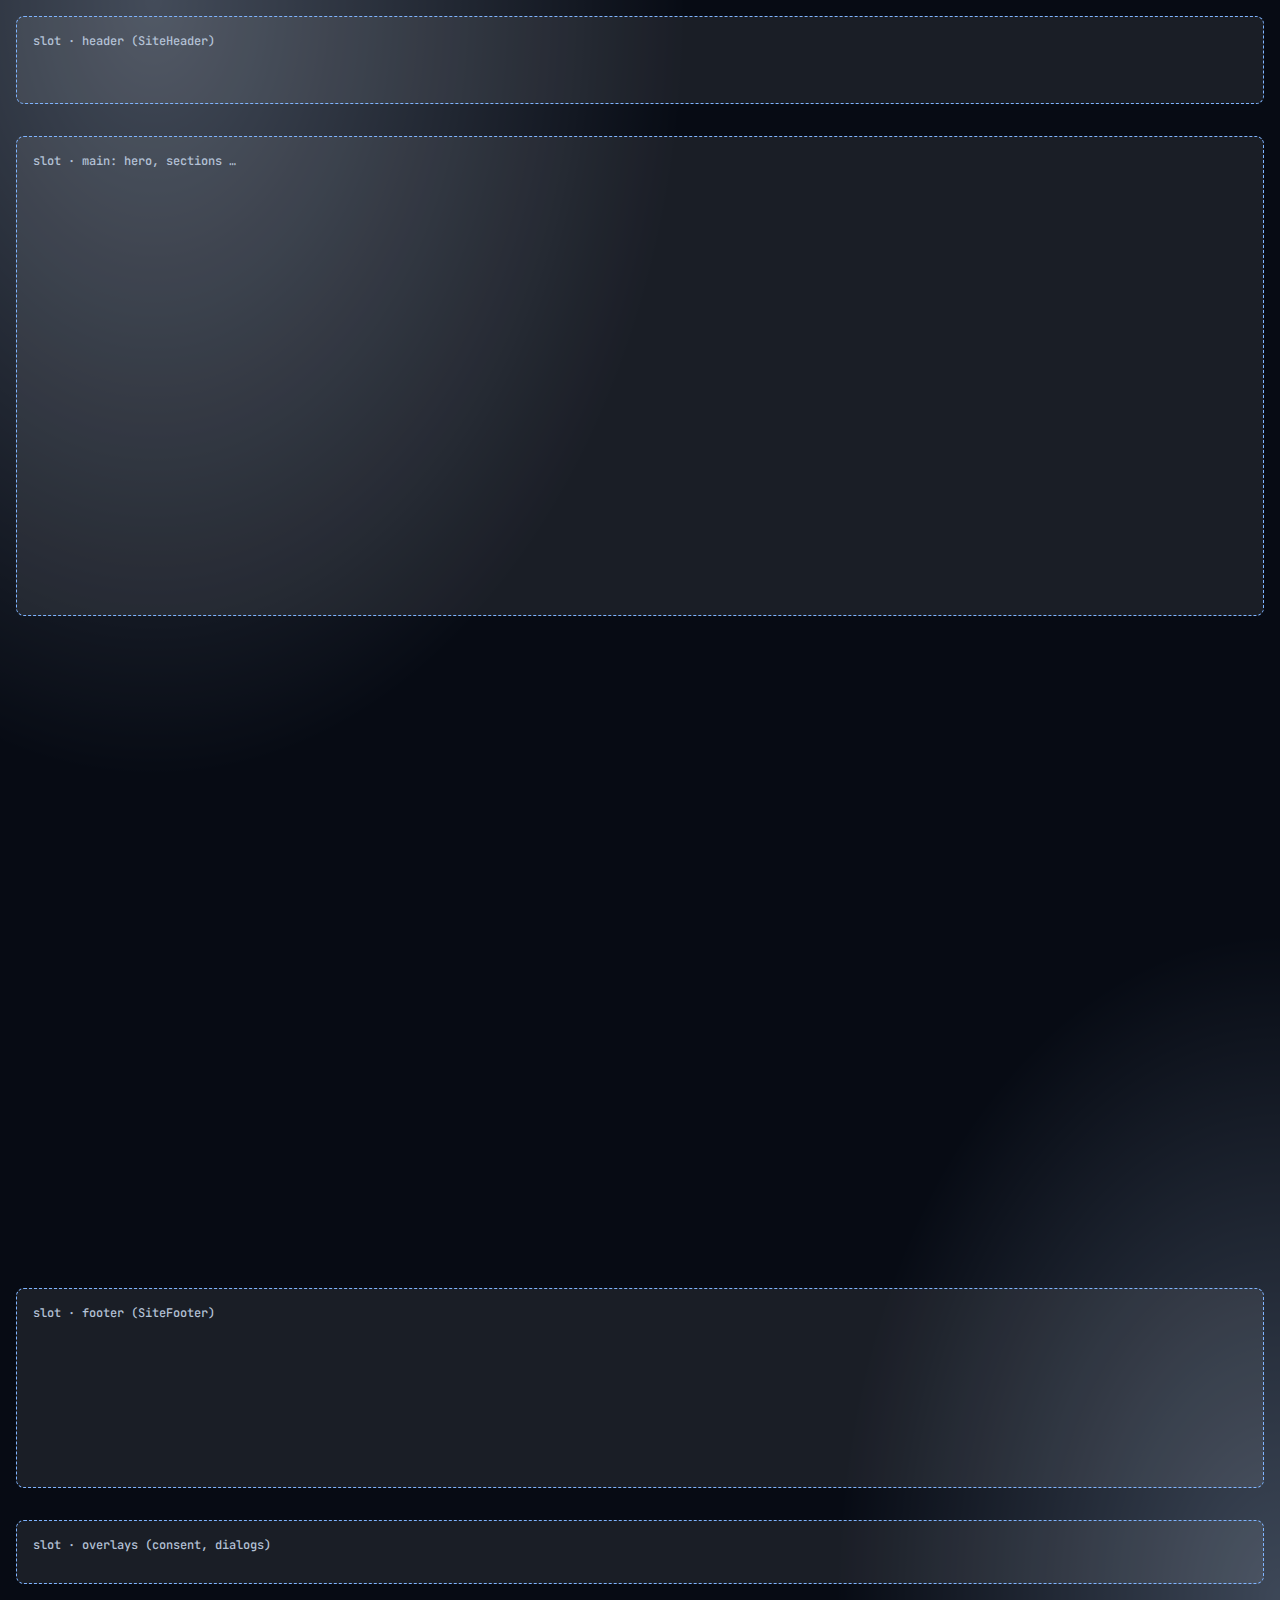 slot · header (SiteHeader)
slot · main: hero, sections …
slot · footer (SiteFooter)
slot · overlays (consent, dialogs)